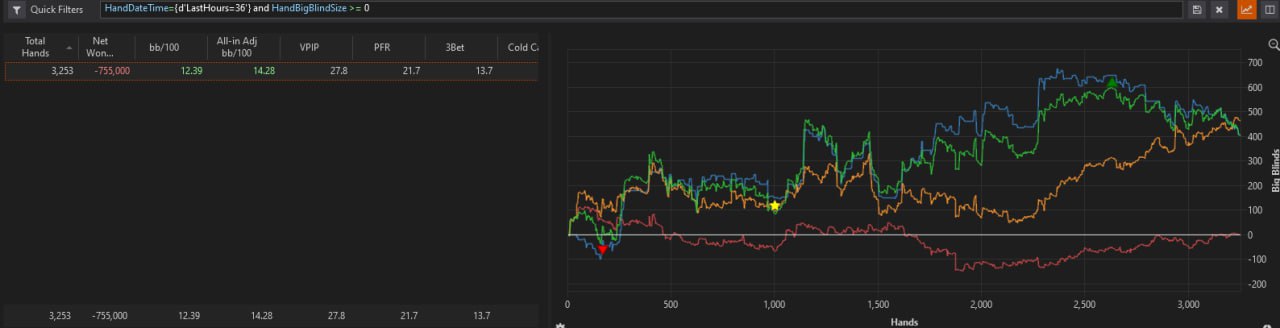 Quick Filters
HandDateTime={d'LastHours=36'} and HandBigBlindSize >= 0
Total Hands Net Won... bb/100 All-in Adj bb/100 VPIP PFR 3Bet Cold Ca
3,253 -755,000 12.39 14.28 27.8 21.7 13.7
3,253 -755,000 12.39 14.28 27.8 21.7 13.7
700
600
500
400
300
200
100
0
-100
-200
Big Blinds
0 500 1,000 1,500 2,000 2,500 3,000
Hands